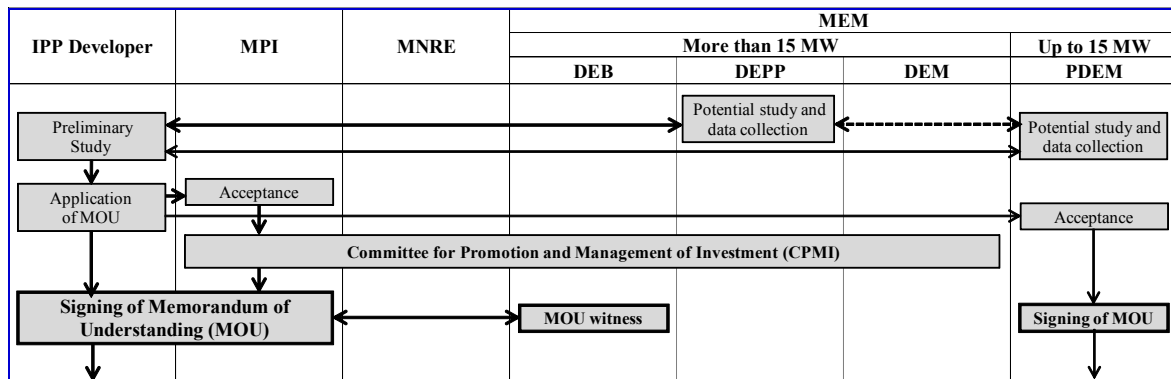 MEM
IPP Developer
MPI
MNRE
More than 15 MW
Up to 15 MW
DEB
DEPP
DEM
PDEM
Preliminary
Study
Potential study and
data collection
Potential study and
data collection
Application
of MOU
Acceptance
Acceptance
Committee for Promotion and Management of Investment (CPMI)
Signing of Memorandum of
Understanding (MOU)
MOU witness
Signing of MOU